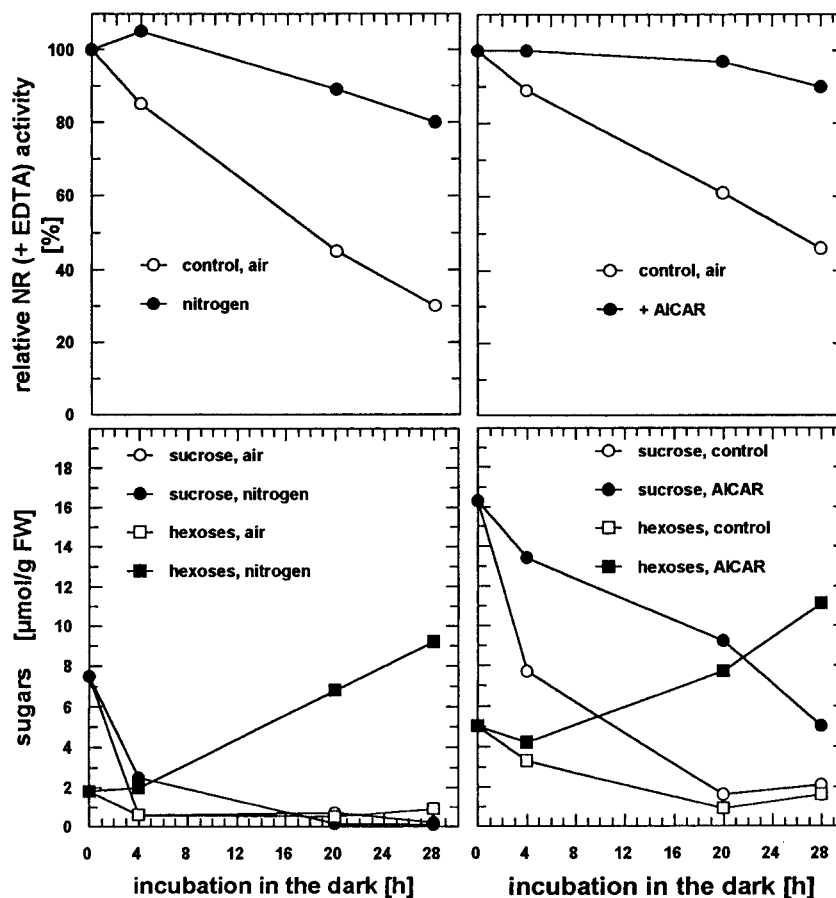 relative NR (+ EDTA) activity
[%]
100
80
60
40
20
0
control, air
nitrogen
control, air
+ AICAR
sugars [µmol/g FW]
18
16
14
12
10
8
6
4
2
0
sucrose, air
sucrose, nitrogen
hexoses, air
hexoses, nitrogen
sucrose, control
sucrose, AICAR
hexoses, control
hexoses, AICAR
0 4 8 12 16 20 24 28
0 4 8 12 16 20 24 28
incubation in the dark [h]
incubation in the dark [h]